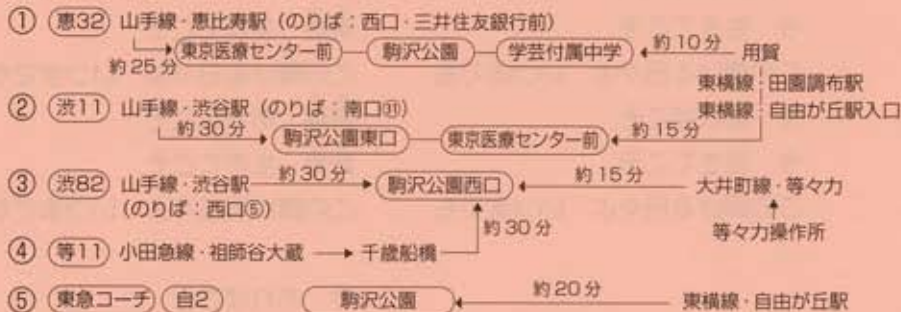 ① 恵32 山手線・恵比寿駅（のりば：西口・三井住友銀行前）
約25分 東京医療センター前 駒沢公園 学芸付属中学 約10分 用賀
東横線・田園調布駅
② 渋11 山手線・渋谷駅（のりば：南口⑪） 東横線・自由が丘駅入口
約30分 駒沢公園東口 東京医療センター前 約15分
③ 渋82 山手線・渋谷駅 約30分 駒沢公園西口 約15分 大井町線・等々力
（のりば：西口⑤） 約30分 等々力操作所
④ 等11 小田急線・祖師谷大蔵 千歳船橋
⑤ 東急コーチ 自2 駒沢公園 約20分 東横線・自由が丘駅